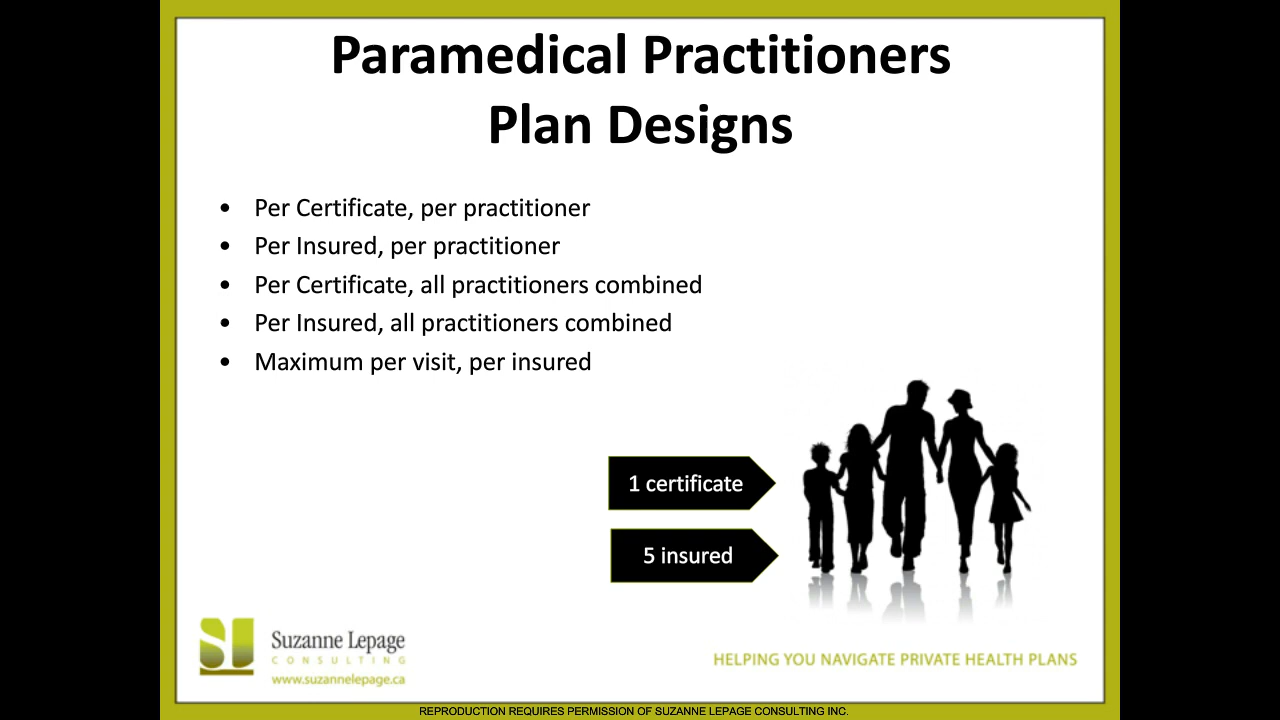 Paramedical Practitioners
Plan Designs
• Per Certificate, per practitioner
• Per Insured, per practitioner
• Per Certificate, all practitioners combined
• Per Insured, all practitioners combined
• Maximum per visit, per insured
1 certificate
5 insured
SL
Suzanne Lepage
CONSULTING
www.suzannelepage.ca
HELPING YOU NAVIGATE PRIVATE HEALTH PLANS
REPRODUCTION REQUIRES PERMISSION OF SUZANNE LEPAGE CONSULTING INC.